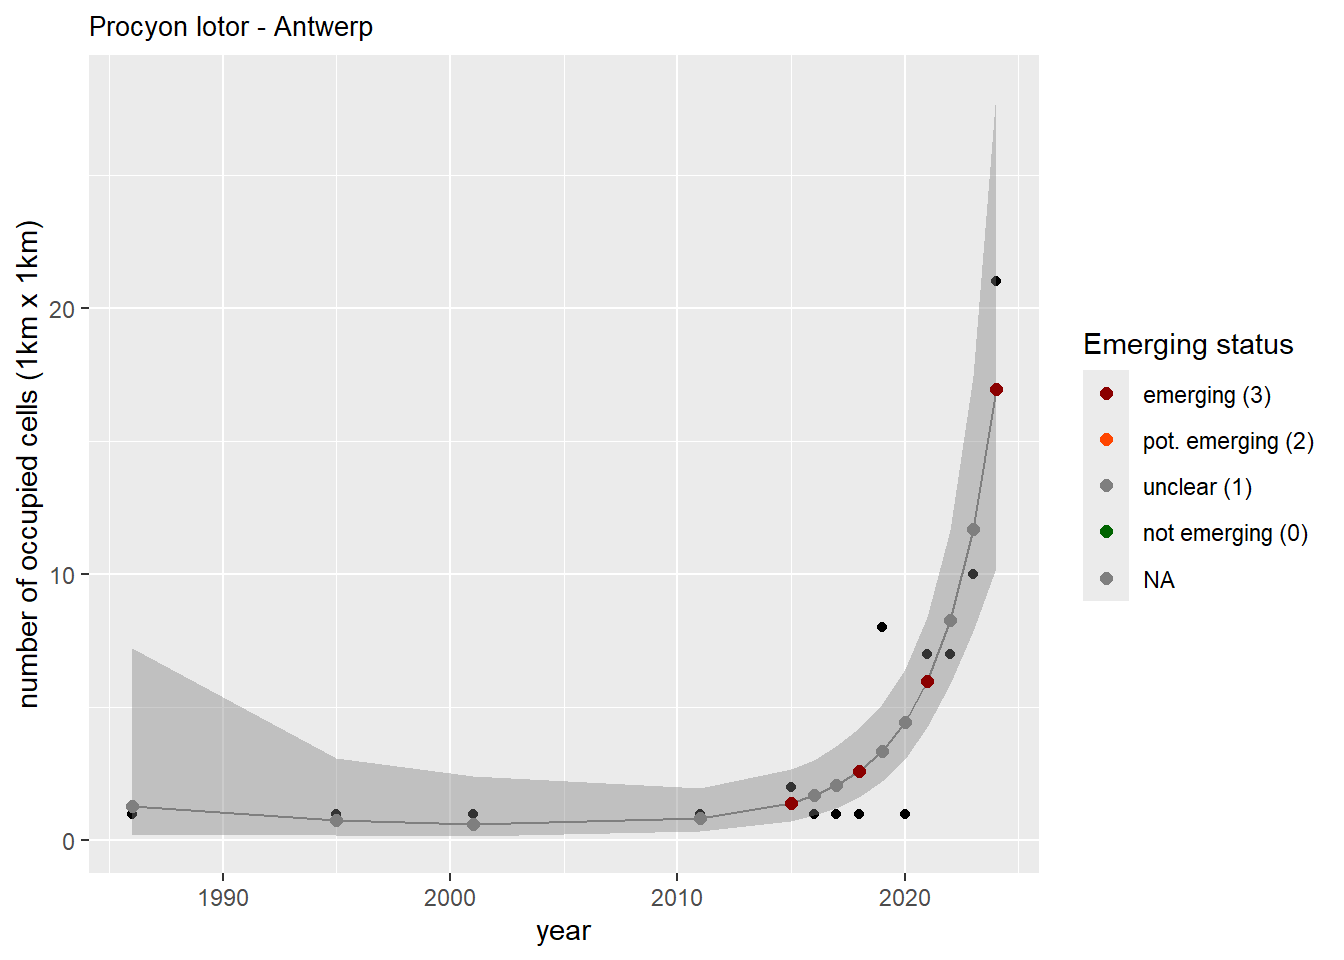 Procyon lotor - Antwerp
number of occupied cells (1km x 1km)
20
10
0
1990
2000
2010
2020
year
Emerging status
emerging (3)
pot. emerging (2)
unclear (1)
not emerging (0)
NA